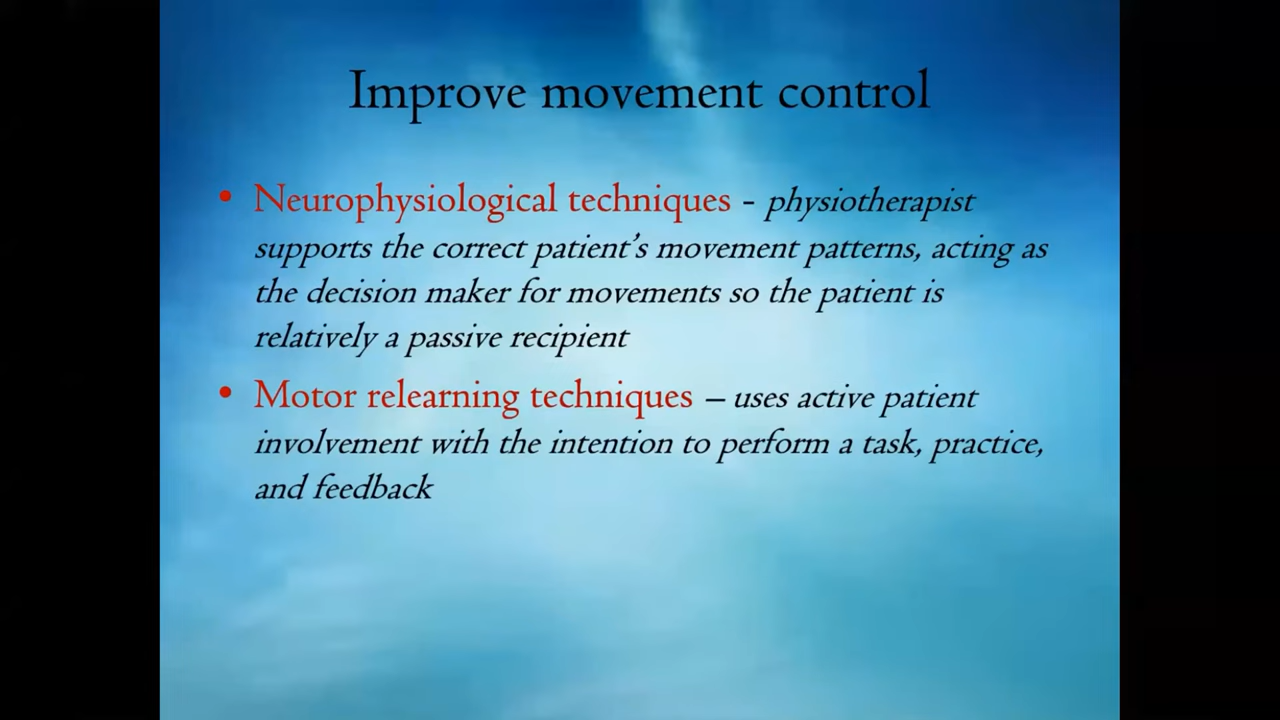 Improve movement control
• Neurophysiological techniques - physiotherapist
supports the correct patient’s movement patterns, acting as
the decision maker for movements so the patient is
relatively a passive recipient
• Motor relearning techniques – uses active patient
involvement with the intention to perform a task, practice,
and feedback